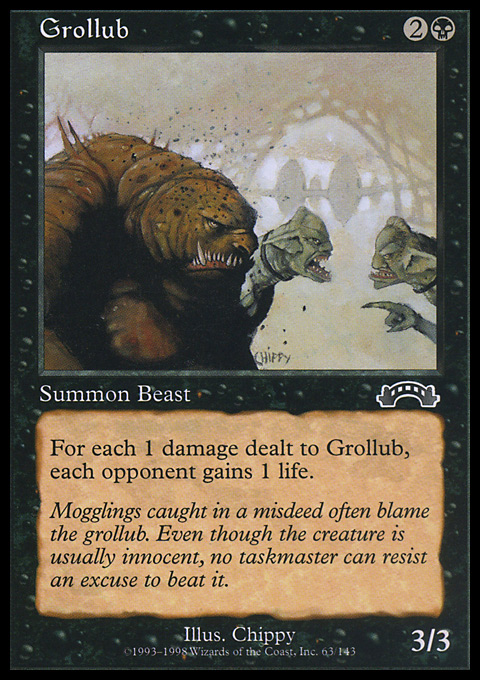 Grollub 2
CHIPPY
Summon Beast
For each 1 damage dealt to Grollub,
each opponent gains 1 life.
Mogglings caught in a misdeed often blame
the grollub. Even though the creature is
usually innocent, no taskmaster can resist
an excuse to beat it.
Illus. Chippy
©1993–1998 Wizards of the Coast, Inc. 63/143
3/3